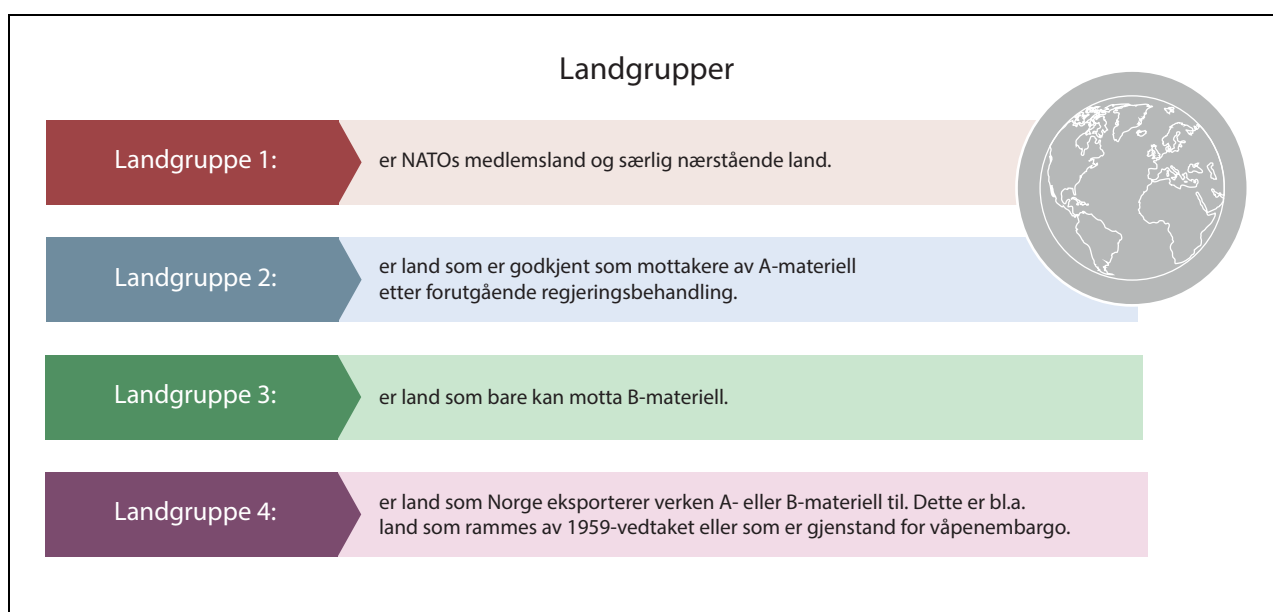 Landgrupper
Landgruppe 1:
er NATOs medlemsland og særlig nærstående land.
Landgruppe 2:
er land som er godkjent som mottakere av A-materiell
etter forutgående regjeringsbehandling.
Landgruppe 3:
er land som bare kan motta B-materiell.
Landgruppe 4:
er land som Norge eksporterer verken A- eller B-materiell til. Dette er bl.a.
land som rammes av 1959-vedtaket eller som er gjenstand for våpenembargo.